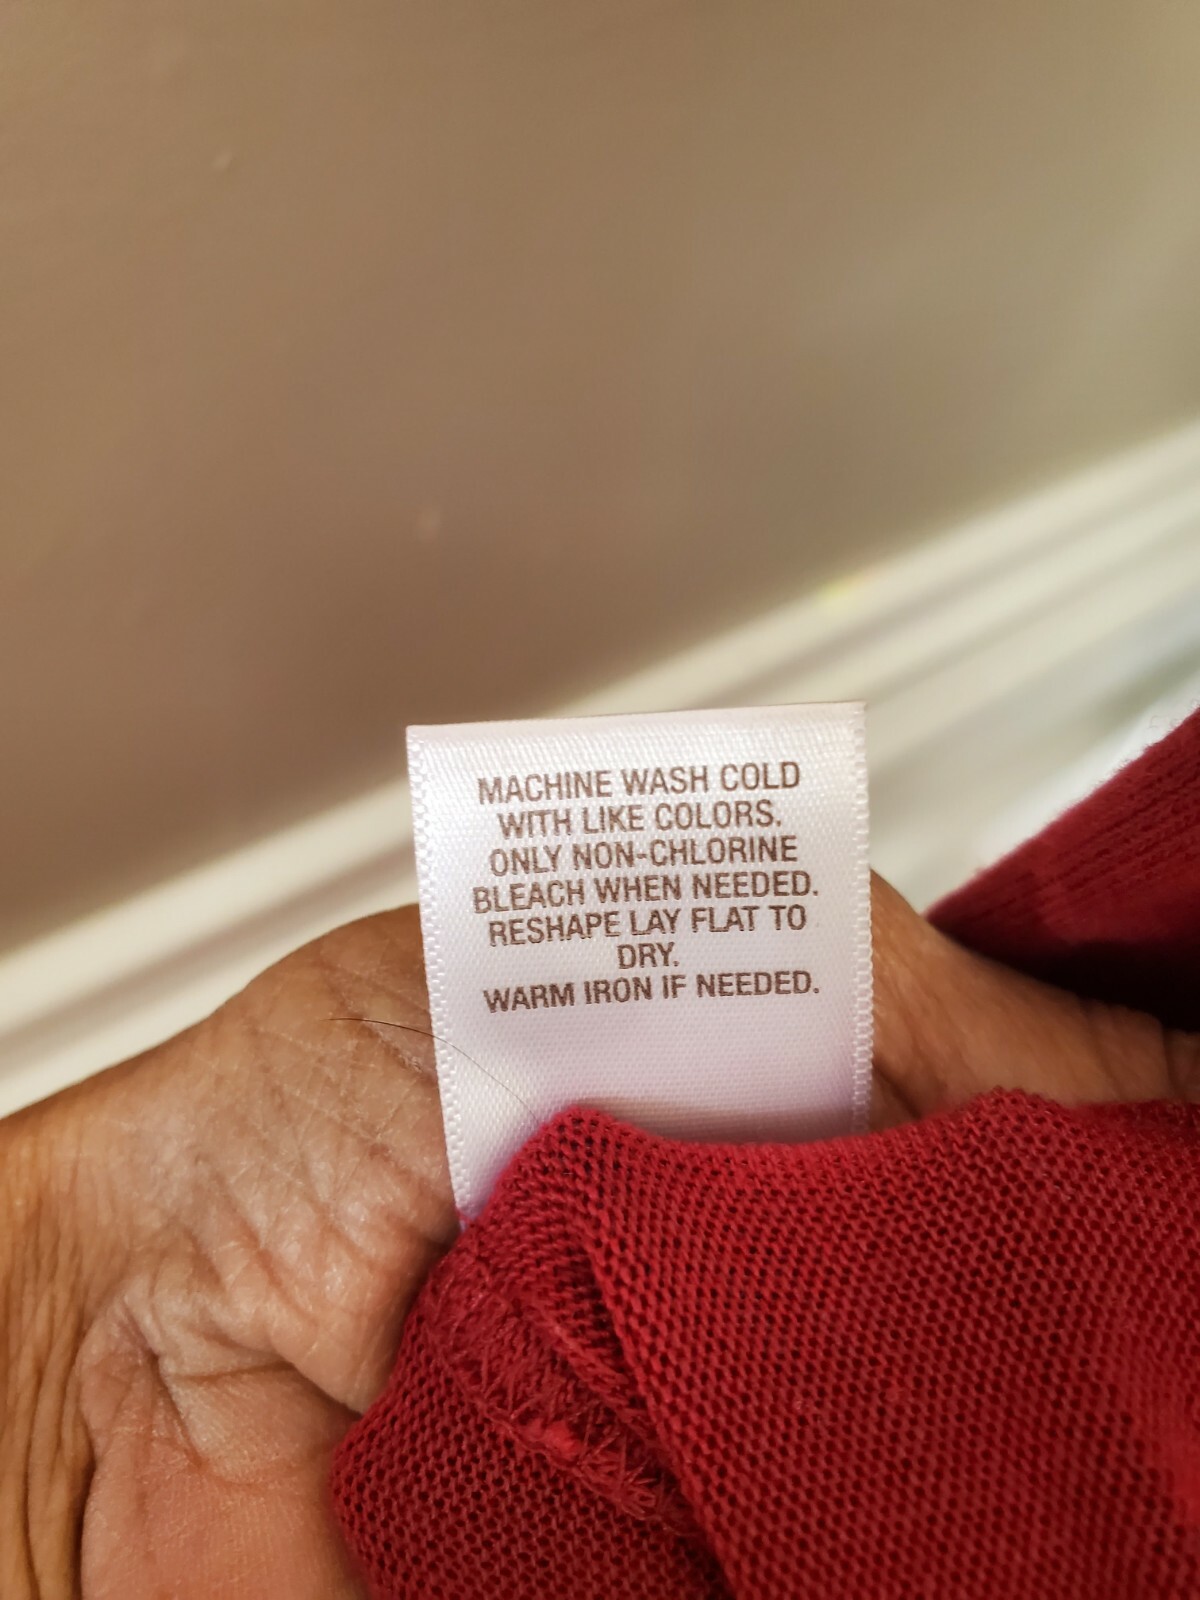 MACHINE WASH COLD
WITH LIKE COLORS.
ONLY NON-CHLORINE
BLEACH WHEN NEEDED.
RESHAPE LAY FLAT TO
DRY.
WARM IRON IF NEEDED.